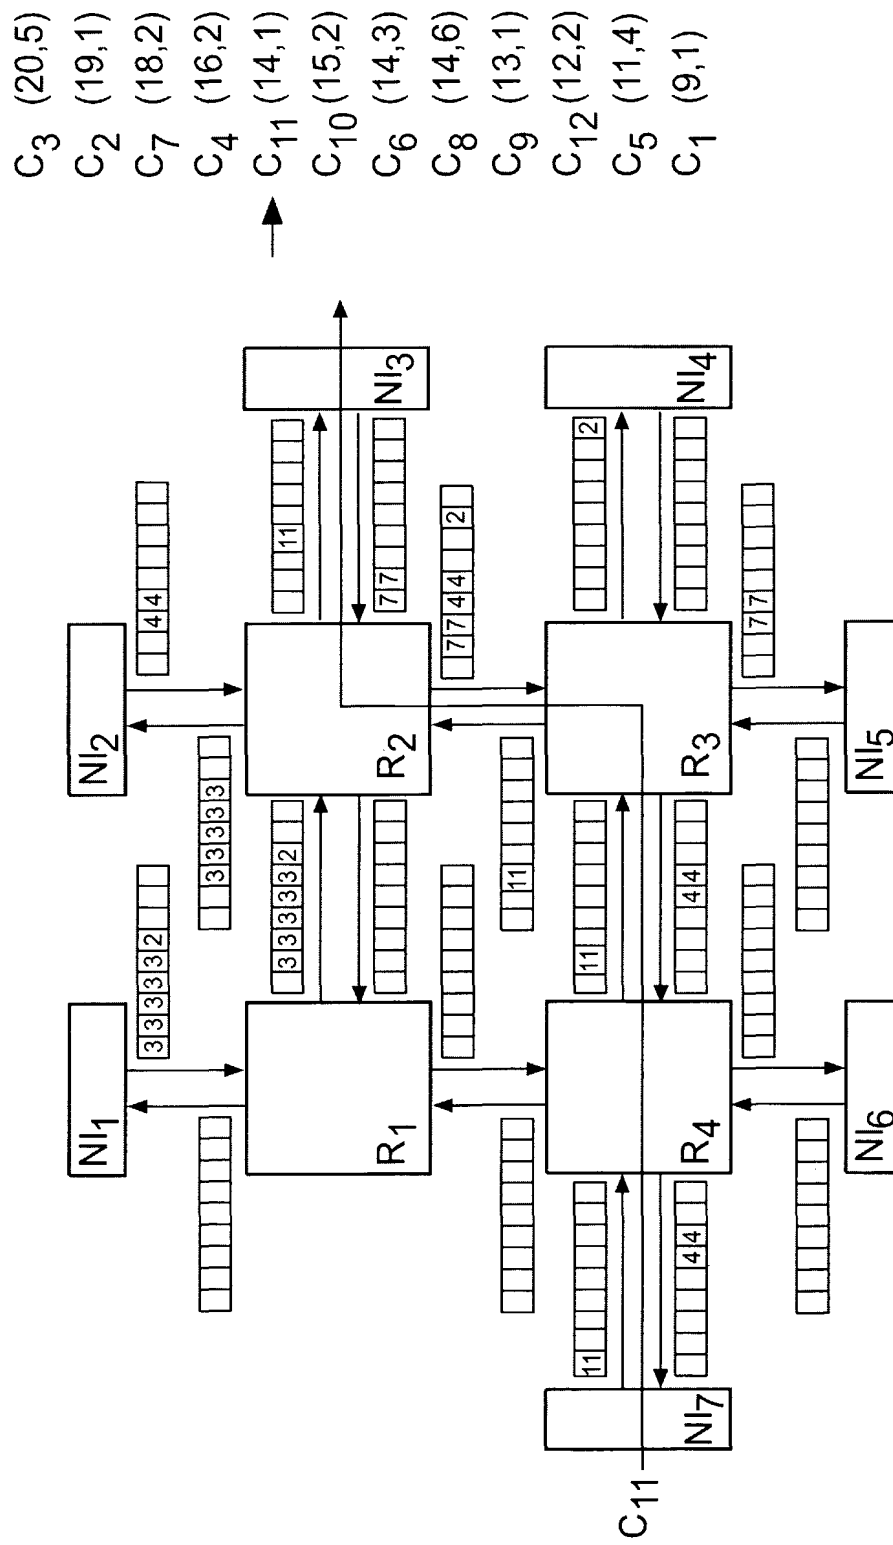 C3 (20,5)
C2 (19,1)
C7 (18,2)
C4 (16,2)
C11 (14,1)
C10 (15,2)
C6 (14,3)
C8 (14,6)
C9 (13,1)
C12 (12,2)
C5 (11,4)
C1 (9,1)
NI1
NI2
3 3 3 3 3 2
4 4
3 3 3 3 3
3 3 3 3 3 2
11
R1
R2
7 7
NI3
7 7 4 4 2
11
11
11
2
C11
4 4
4 4
NI7
R4
R3
NI4
7 7
NI6
NI5